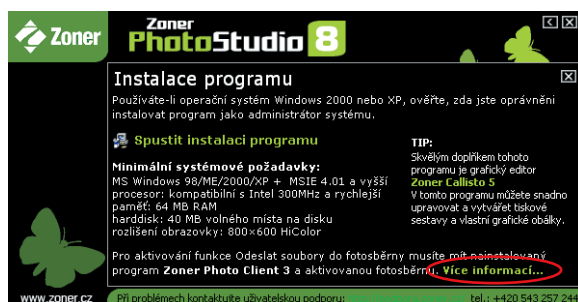 Zoner
Zoner
PhotoStudio 8
Instalace programu
Používáte-li operační systém Windows 2000 nebo XP, ověřte, zda jste oprávněni
instalovat program jako administrátor systému.
Spustit instalaci programu
Minimální systémové požadavky:
MS Windows 98/ME/2000/XP + MSIE 4.01 a vyšší
procesor: kompatibilní s Intel 300MHz a rychlejší
paměť: 64 MB RAM
harddisk: 40 MB volného místa na disku
rozlišení obrazovky: 800×600 HiColor
TIP:
Skvělým doplňkem tohoto
programu je grafický editor
Zoner Callisto 5
V tomto programu můžete snadno
upravovat a vytvářet tiskové
sestavy a vlastní grafické obálky.
Pro aktivování funkce Odeslat soubory do fotosběrny musíte mít nainstalovaný
program Zoner Photo Client 3 a aktivovanou fotosběrnu. Více informací...
www.zoner.cz
Při problémech kontaktujte uživatelskou podporu:
tel.: +420 543 257 244